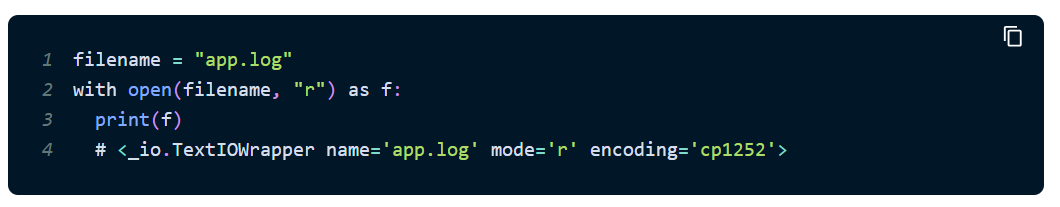 1 filename = "app.log"
2 with open(filename, "r") as f:
3   print(f)
4   # <_io.TextIOWrapper name='app.log' mode='r' encoding='cp1252'>